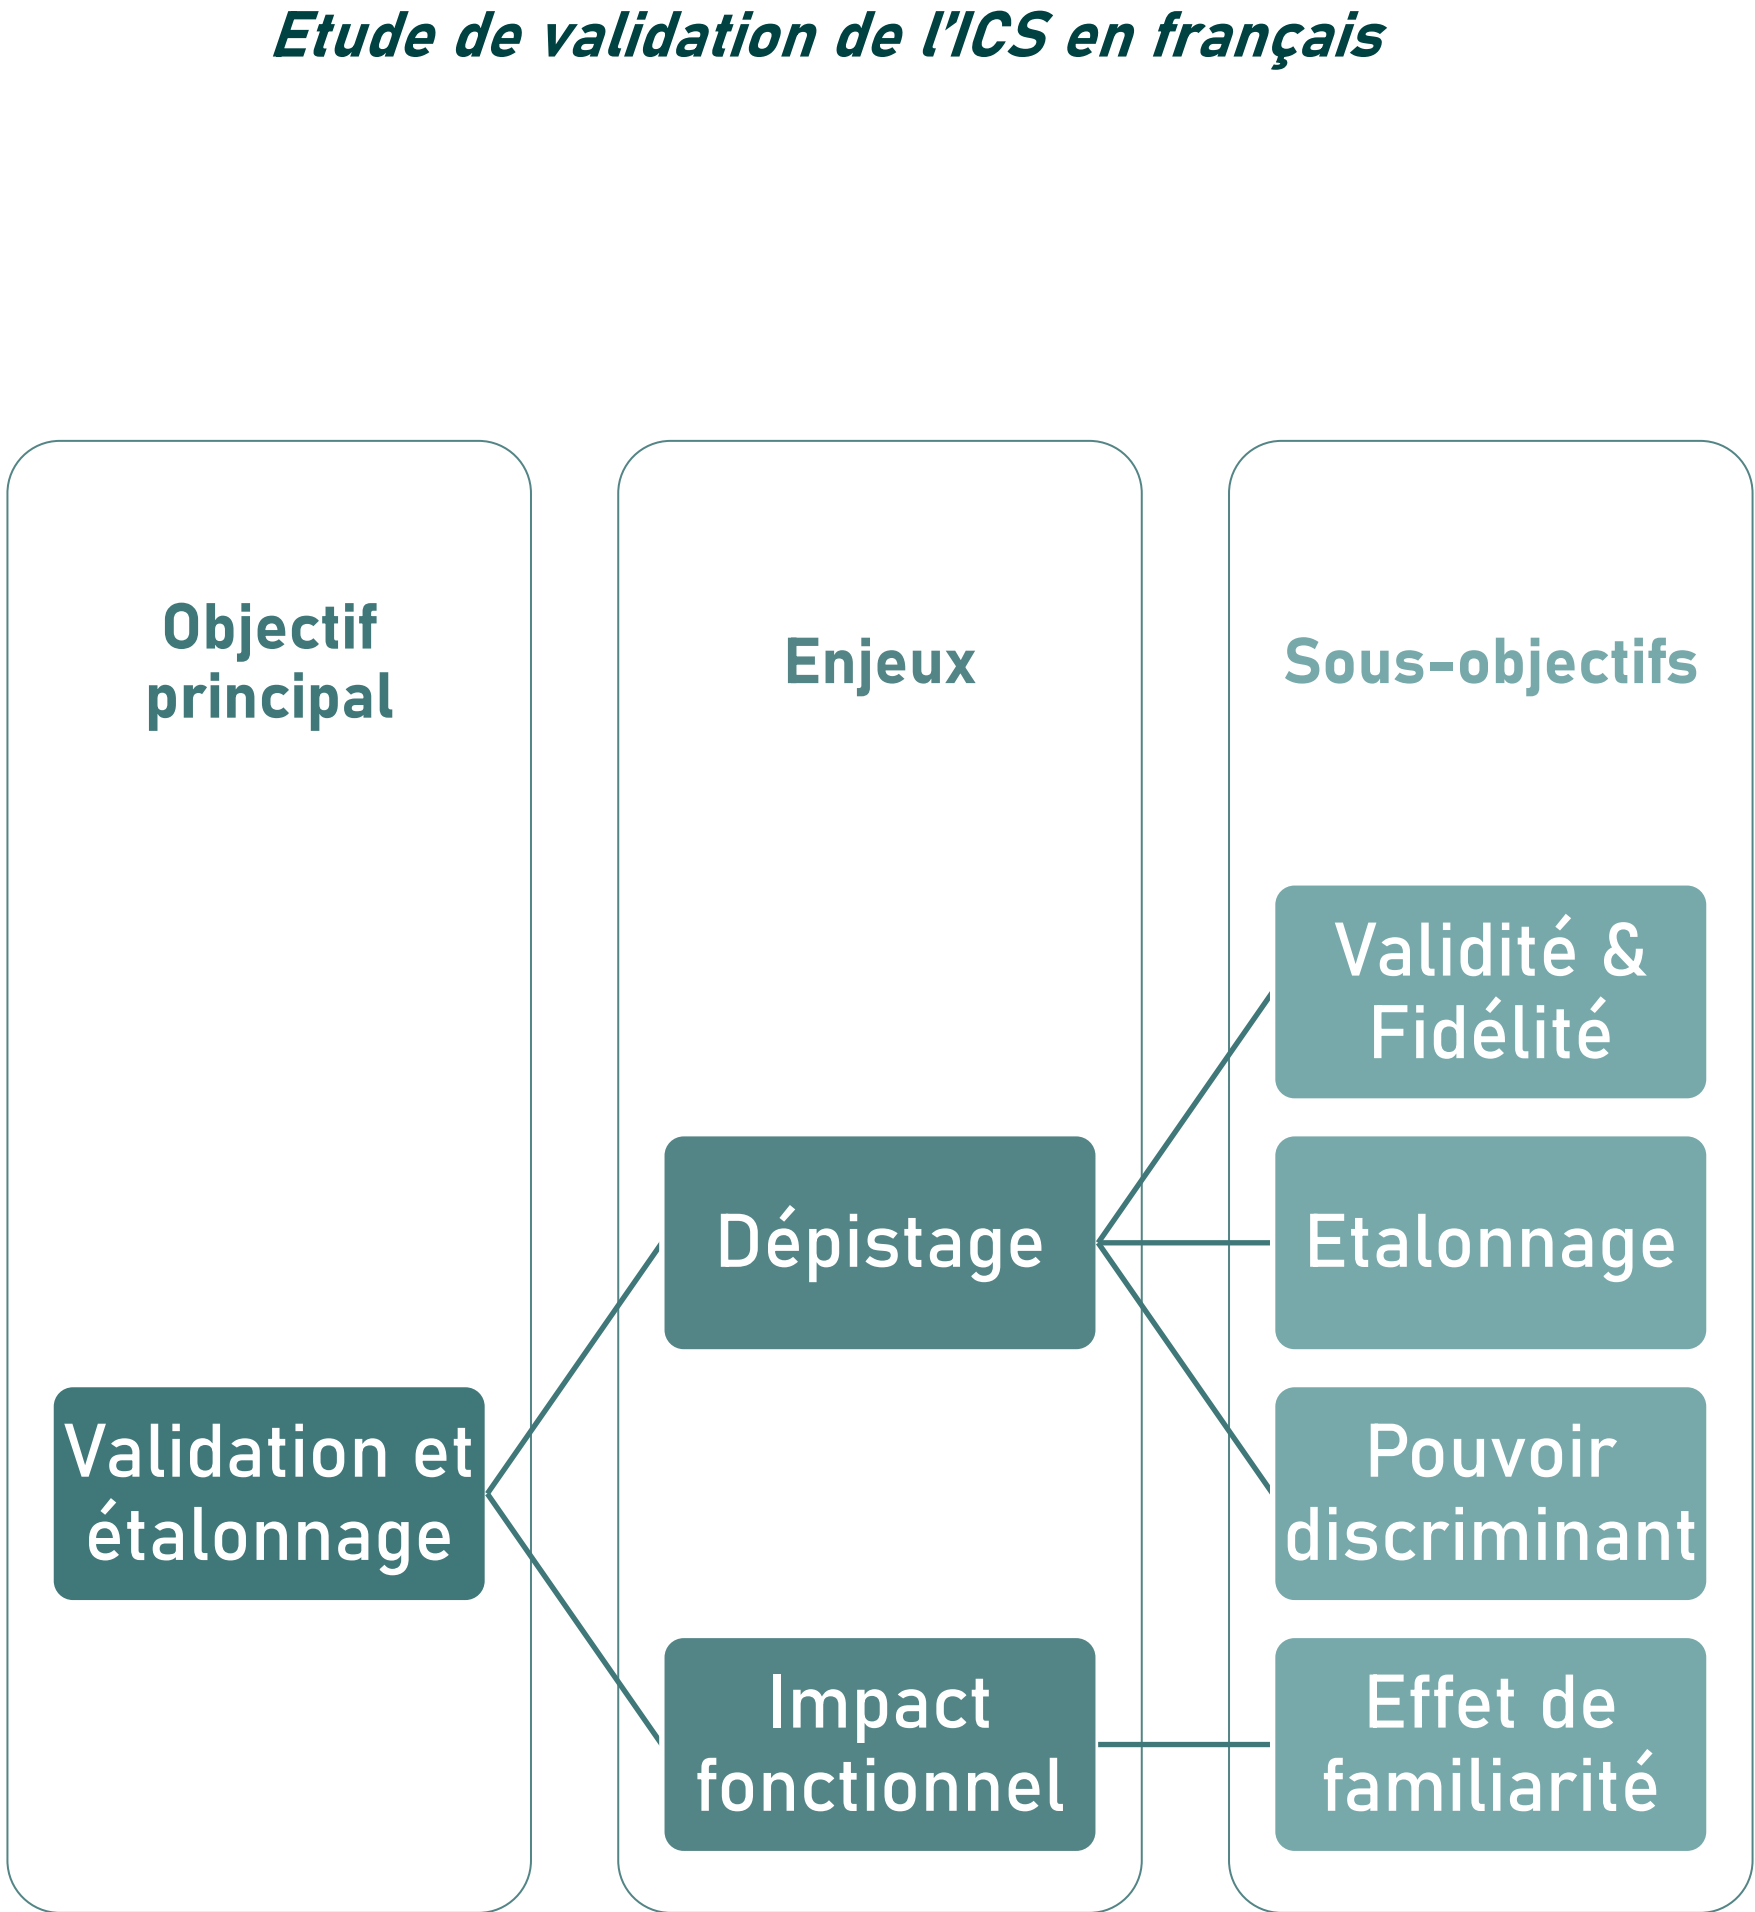 Etude de validation de l’ICS en français
Objectif
principal
Enjeux
Sous-objectifs
Validation et
étalonnage
Dépistage
Impact
fonctionnel
Validité &
Fidélité
Etalonnage
Pouvoir
discriminant
Effet de
familiarité